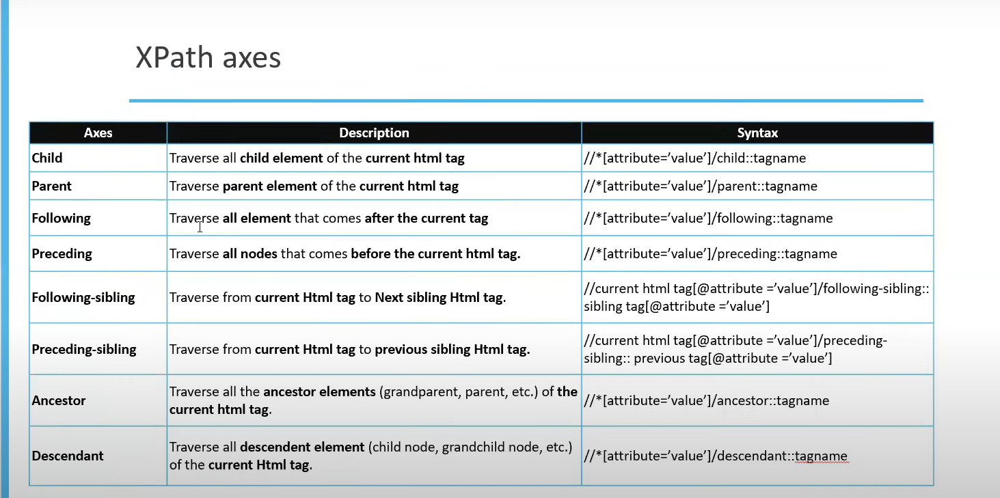 XPath axes
Axes Description Syntax
Child Traverse all child element of the current html tag //*[attribute=’value’]/child::tagname
Parent Traverse parent element of the current html tag //*[attribute=’value’]/parent::tagname
Following Traverse all element that comes after the current tag //*[attribute=’value’]/following::tagname
Preceding Traverse all nodes that comes before the current html tag. //*[attribute=’value’]/preceding::tagname
Following-sibling Traverse from current Html tag to Next sibling Html tag. //current html tag[@attribute =’value’]/following-sibling::
sibling tag[@attribute =’value’]
Preceding-sibling Traverse from current Html tag to previous sibling Html tag. //current html tag[@attribute =’value’]/preceding-
sibling:: previous tag[@attribute =’value’]
Ancestor Traverse all the ancestor elements (grandparent, parent, etc.) of the
current html tag. //*[attribute=’value’]/ancestor::tagname
Descendant Traverse all descendent element (child node, grandchild node, etc.)
of the current Html tag. //*[attribute=’value’]/descendant::tagname